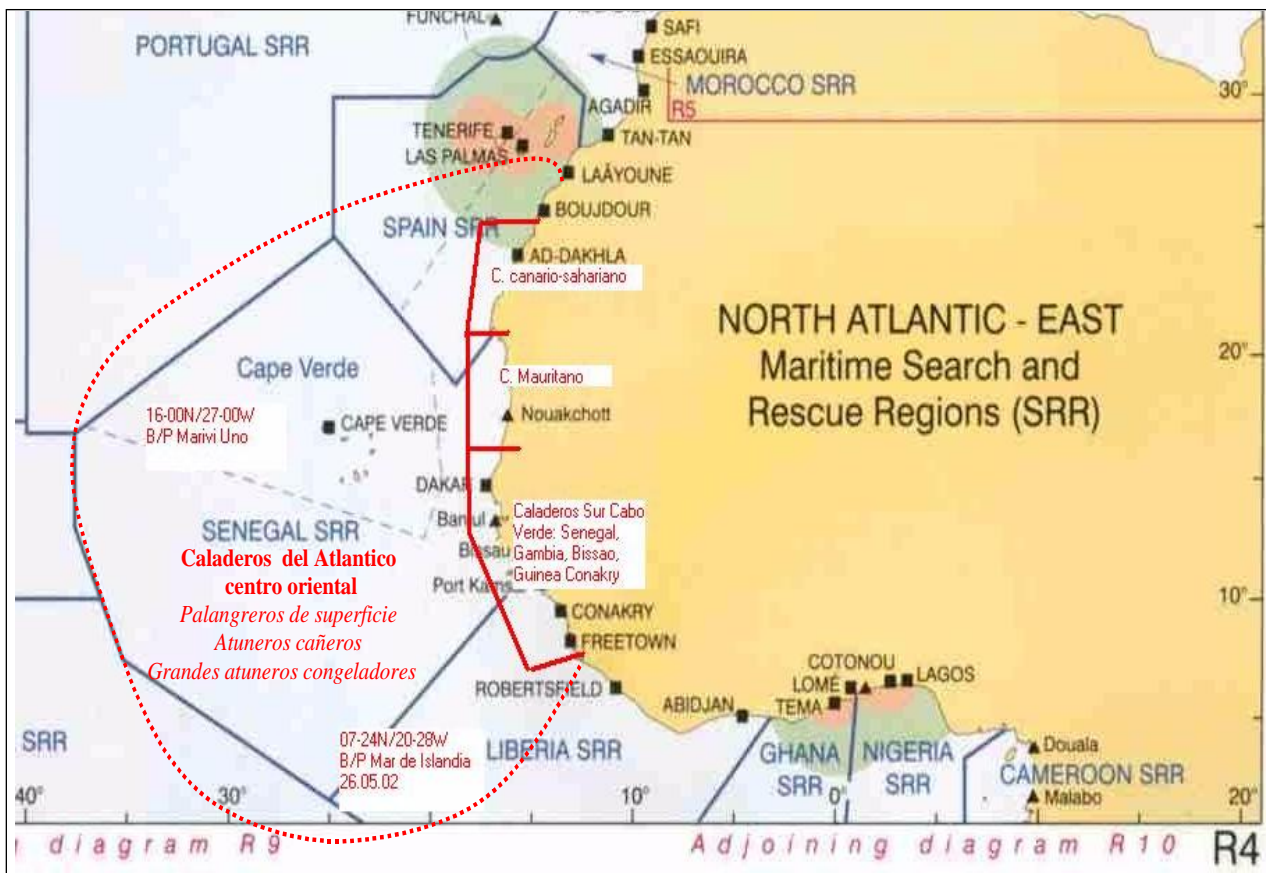 FUNCHAL
SAFI
PORTUGAL SRR
ESSAOUIRA
MOROCCO SRR
30°
AGADIR
R5
TENERIFE
TAN-TAN
LAS PALMAS
LAÂYOUNE
BOUJDOUR
SPAIN SRR
AD-DAKHLA
C. canario-sahariano
NORTH ATLANTIC - EAST
Maritime Search and
Rescue Regions (SRR)
20°
Cape Verde
C. Mauritano
16-00N/27-00W
B/P Marivi Uno
CAPE VERDE
Nouakchott
DAKAR
Caladeros Sur Cabo
Verde: Senegal,
Gambia, Bissao,
Guinea Conakry
Banjul
SENEGAL SRR
Bissau
Caladeros del Atlantico
centro oriental
Palangreros de superficie
Atuneros cañeros
Grandes atuneros congeladores
Port Kams
10°
CONAKRY
FREETOWN
ROBERTSFIELD
COTONOU
LOMÉ
LAGOS
TEMA
ABIDJAN
SRR
07-24N/20-28W
B/P Mar de Islandia
26.05.02
LIBERIA SRR
GHANA
SRR
NIGERIA
SRR
Douala
CAMEROON SRR
Malabo
40°
30°
10°
0°
20°
diagram R9
Adjoining diagram R10
R4